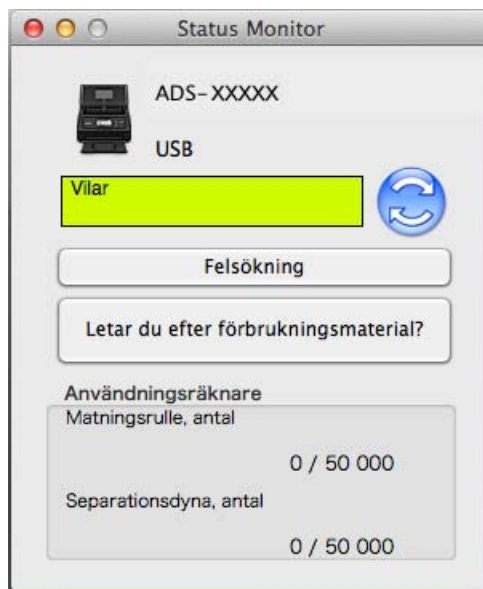 Status Monitor
ADS-XXXXX
USB
Vilar
Felsökning
Letar du efter förbrukningsmaterial?
Användningsräknare
Matningsrulle, antal
0 / 50 000
Separationsdyna, antal
0 / 50 000